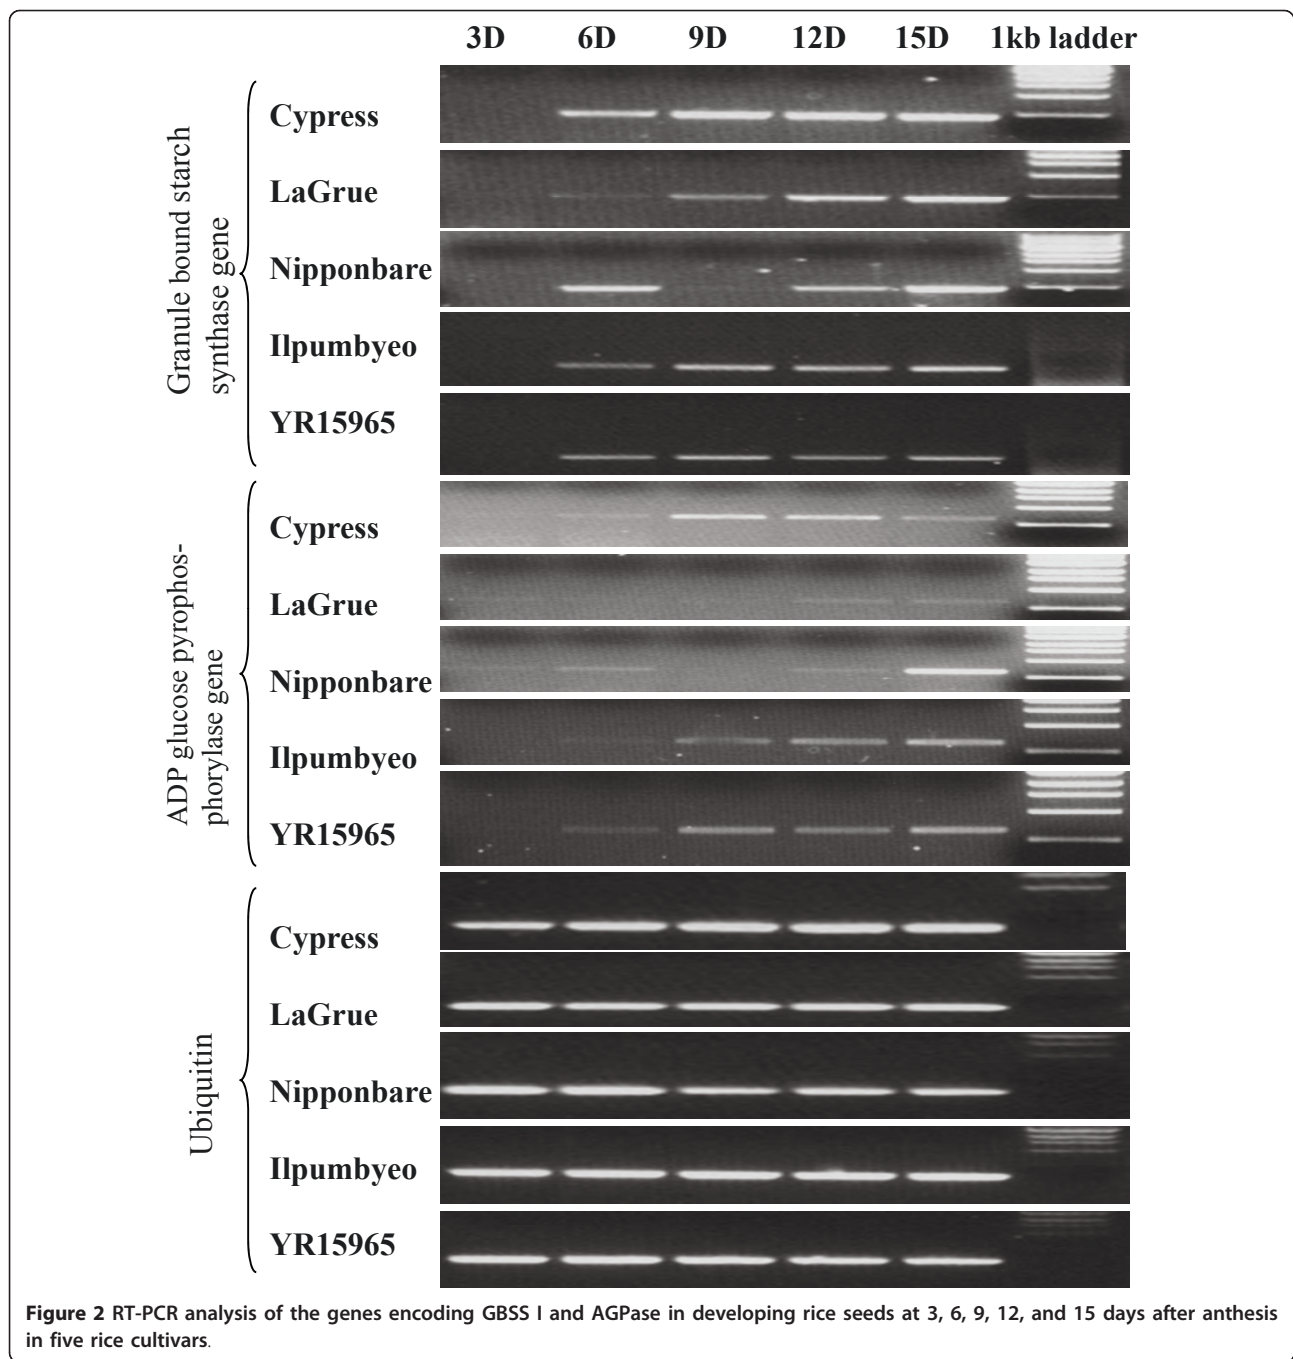 3D 6D 9D 12D 15D 1kb ladder
Granule bound starch
synthase gene
Cypress
LaGrue
Nipponbare
Ilpumbyeo
YR15965
ADP glucose pyrophos-
phorylase gene
Cypress
LaGrue
Nipponbare
Ilpumbyeo
YR15965
Ubiquitin
Cypress
LaGrue
Nipponbare
Ilpumbyeo
YR15965
Figure 2 RT-PCR analysis of the genes encoding GBSS I and AGPase in developing rice seeds at 3, 6, 9, 12, and 15 days after anthesis
in five rice cultivars.